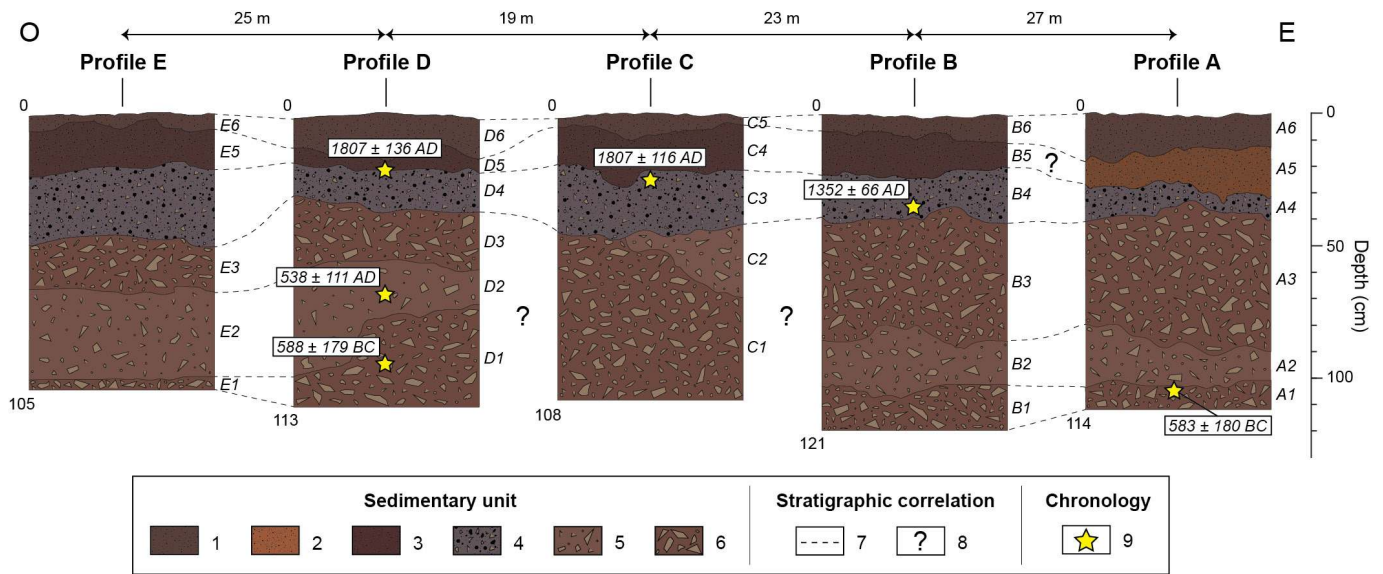 25 m 19 m 23 m 27 m
O E
Profile E Profile D Profile C Profile B Profile A
0 0 0 0 0 0
E6 D6 C5 B6 A6
E5 1807 ± 136 AD D5 C4 1807 ± 116 AD B5 ? A5
D4 C3 1352 ± 66 AD B4 A4
E3 D3 C2 B3 A3 50
538 ± 111 AD D2
E2 588 ± 179 BC D1 ? C1 ? B2 A2
E1 B1 A1 100
105 113 108 121 114
583 ± 180 BC
Depth (cm)
Sedimentary unit Stratigraphic correlation Chronology
1 2 3 4 5 6 7 ? 8 9